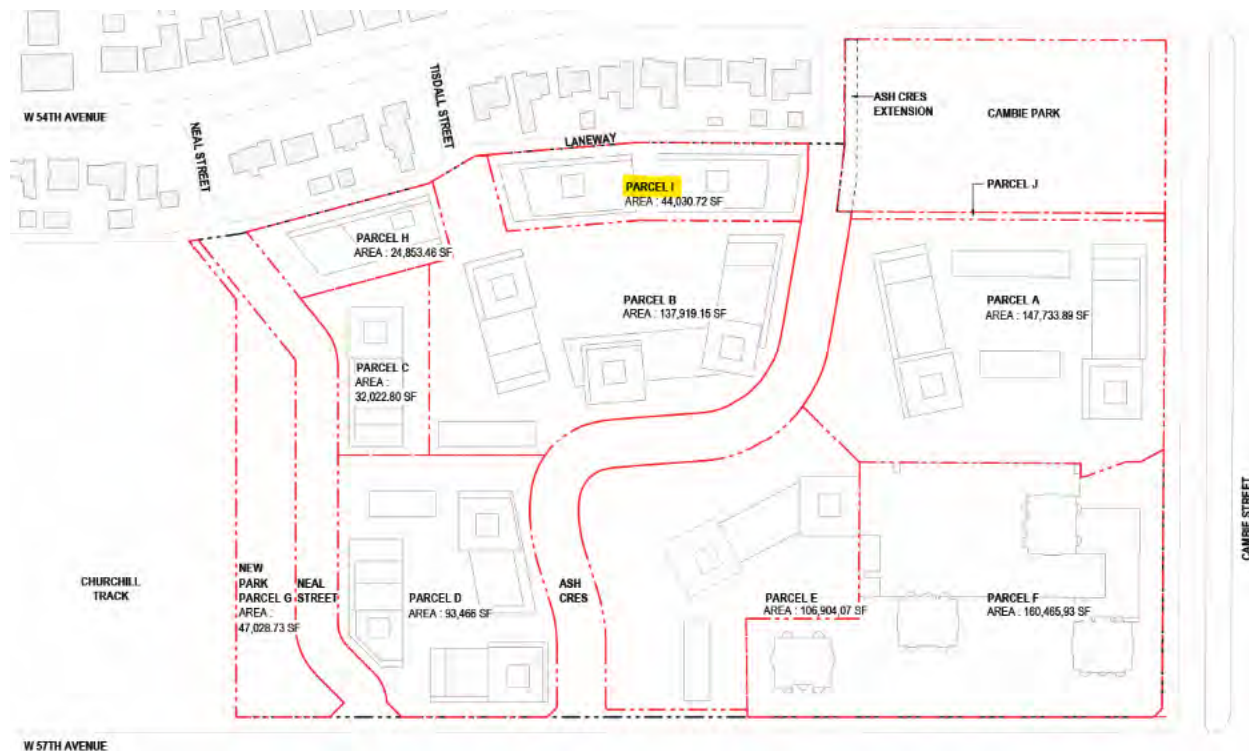 W 54TH AVENUE
NEAL STREET
TISDALL STREET
LANEWAY
ASH CRES
EXTENSION
CAMBIE PARK
PARCEL J
PARCEL I
AREA : 44,030.72 SF
PARCEL H
AREA : 24,853.46 SF
PARCEL B
AREA : 137,919.15 SF
PARCEL A
AREA : 147,733.89 SF
PARCEL C
AREA :
32,022.80 SF
CAMBIE STREET
CHURCHILL
TRACK
NEW
PARK
PARCEL G
AREA :
47,028.73 SF
NEAL
STREET
PARCEL D
AREA : 93,466 SF
ASH
CRES
PARCEL E
AREA : 106,904.07 SF
PARCEL F
AREA : 160,465.93 SF
W 57TH AVENUE